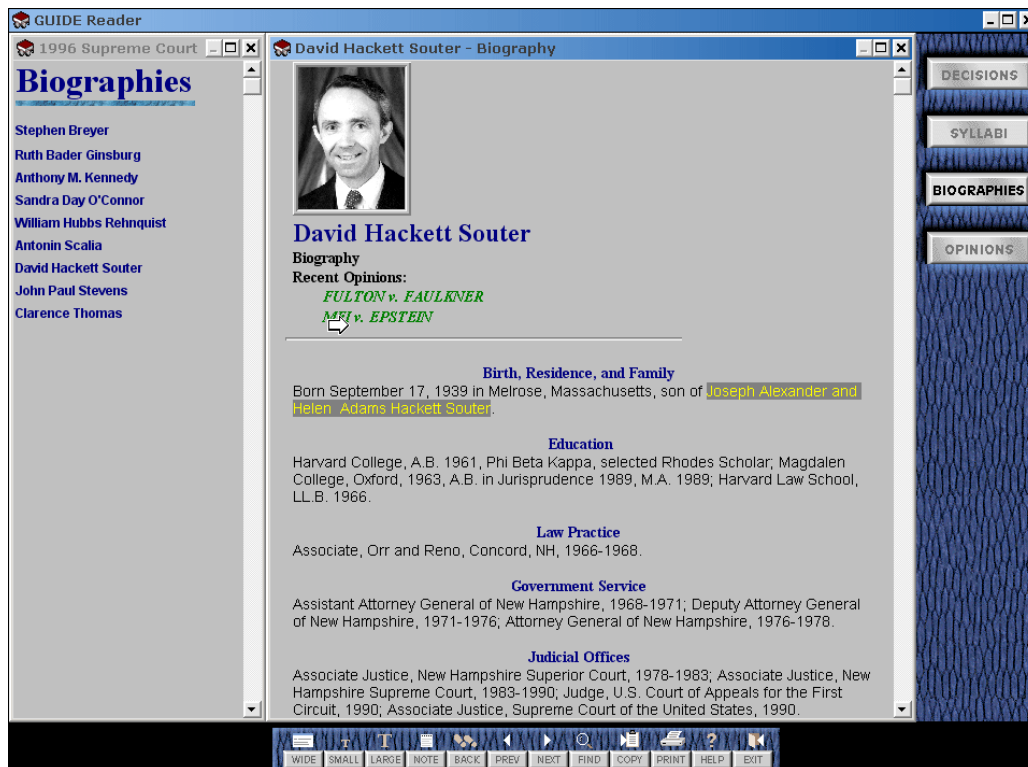 GUIDE Reader
1996 Supreme Court
Biographies
Stephen Breyer
Ruth Bader Ginsburg
Anthony M. Kennedy
Sandra Day O'Connor
William Hubbs Rehnquist
Antonin Scalia
David Hackett Souter
John Paul Stevens
Clarence Thomas
David Hackett Souter - Biography
David Hackett Souter
Biography
Recent Opinions:
FULTON v. FAULKNER
v. EPSTEIN
Birth, Residence, and Family
Born September 17, 1939 in Melrose, Massachusetts, son of Joseph Alexander and
Helen Adams Hackett Souter.
Education
Harvard College, A.B. 1961, Phi Beta Kappa, selected Rhodes Scholar; Magdalen
College, Oxford, 1963, A.B. in Jurisprudence 1989, M.A. 1989; Harvard Law School,
LL.B. 1966.
Law Practice
Associate, Orr and Reno, Concord, NH, 1966-1968.
Government Service
Assistant Attorney General of New Hampshire, 1968-1971; Deputy Attorney General
of New Hampshire, 1971-1976; Attorney General of New Hampshire, 1976-1978.
Judicial Offices
Associate Justice, New Hampshire Superior Court, 1978-1983; Associate Justice, New
Hampshire Supreme Court, 1983-1990; Judge, U.S. Court of Appeals for the First
Circuit, 1990; Associate Justice, Supreme Court of the United States, 1990.
DECISIONS
SYLLABI
BIOGRAPHIES
OPINIONS
WIDE SMALL LARGE NOTE BACK PREV NEXT FIND COPY PRINT HELP EXIT